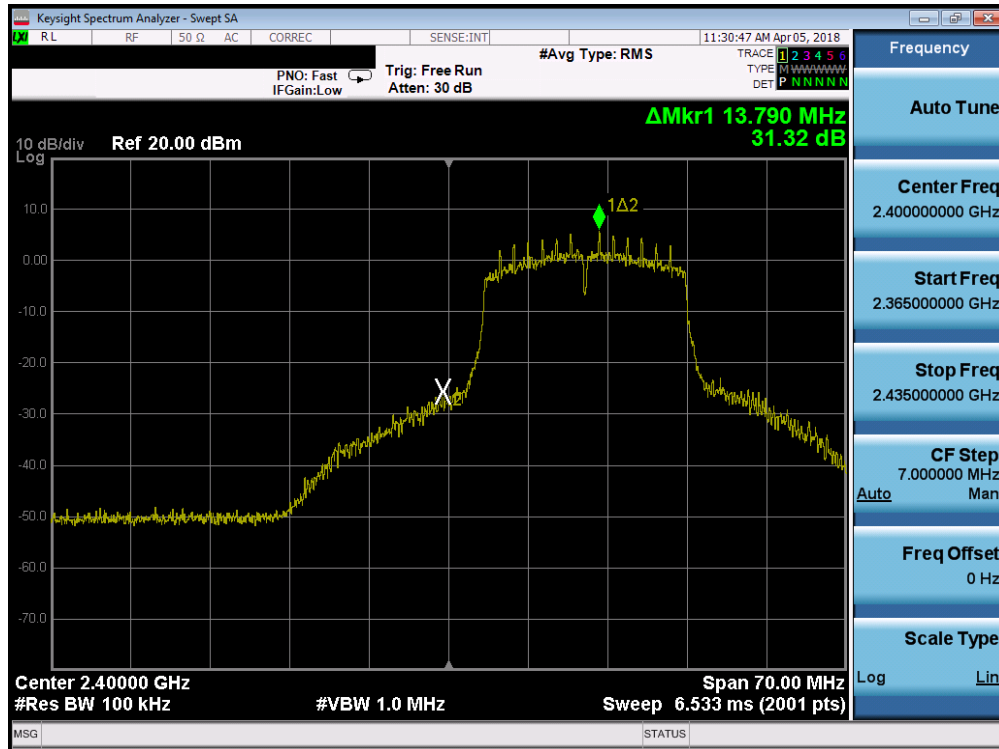 Keysight Spectrum Analyzer - Swept SA
LXI RL RF 50 Ω AC CORREC SENSE:INT 11:30:47 AM Apr 05, 2018
PNO: Fast
IFGain:Low
Trig: Free Run
Atten: 30 dB
#Avg Type: RMS
TRACE 1 2 3 4 5 6
TYPE M WWWWW
DET P N N N N N
ΔMkr1 13.790 MHz
31.32 dB
10 dB/div
Log
Ref 20.00 dBm
10.0
0.00
-10.0
-20.0
-30.0
-40.0
-50.0
-60.0
-70.0
1Δ2
X2
Center 2.40000 GHz
Span 70.00 MHz
#Res BW 100 kHz
#VBW 1.0 MHz
Sweep 6.533 ms (2001 pts)
MSG
STATUS
Frequency
Auto Tune
Center Freq
2.400000000 GHz
Start Freq
2.365000000 GHz
Stop Freq
2.435000000 GHz
CF Step
7.000000 MHz
Auto Man
Freq Offset
0 Hz
Scale Type
Log Lin